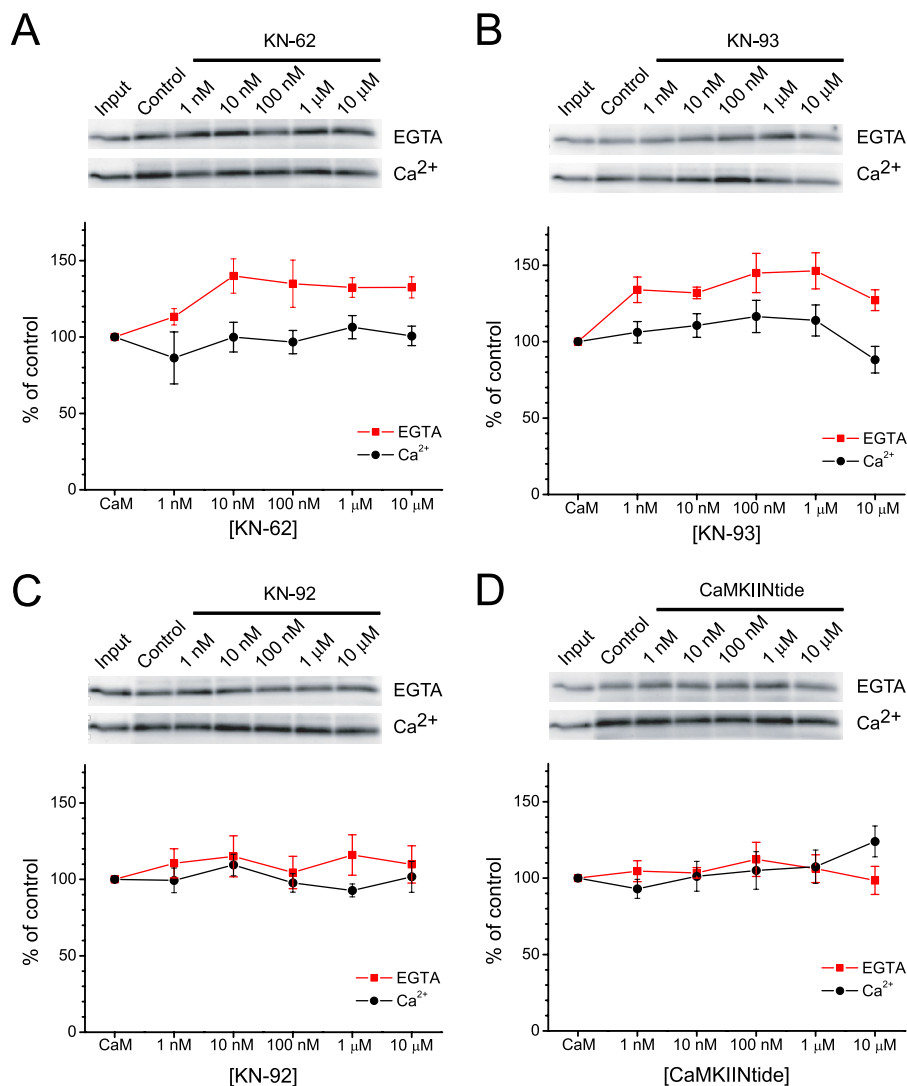 A
KN-62
Input Control 1 nM 10 nM 100 nM 1 μM 10 μM
EGTA
Ca2+
150
100
50
0
% of control
EGTA
Ca2+
CaM 1 nM 10 nM 100 nM 1 μM 10 μM
[KN-62]
B
KN-93
Input Control 1 nM 10 nM 100 nM 1 μM 10 μM
EGTA
Ca2+
150
100
50
0
% of control
EGTA
Ca2+
CaM 1 nM 10 nM 100 nM 1 μM 10 μM
[KN-93]
C
KN-92
Input Control 1 nM 10 nM 100 nM 1 μM 10 μM
EGTA
Ca2+
150
100
50
0
% of control
EGTA
Ca2+
CaM 1 nM 10 nM 100 nM 1 μM 10 μM
[KN-92]
D
CaMKIINtide
Input Control 1 nM 10 nM 100 nM 1 μM 10 μM
EGTA
Ca2+
150
100
50
0
% of control
EGTA
Ca2+
CaM 1 nM 10 nM 100 nM 1 μM 10 μM
[CaMKIINtide]